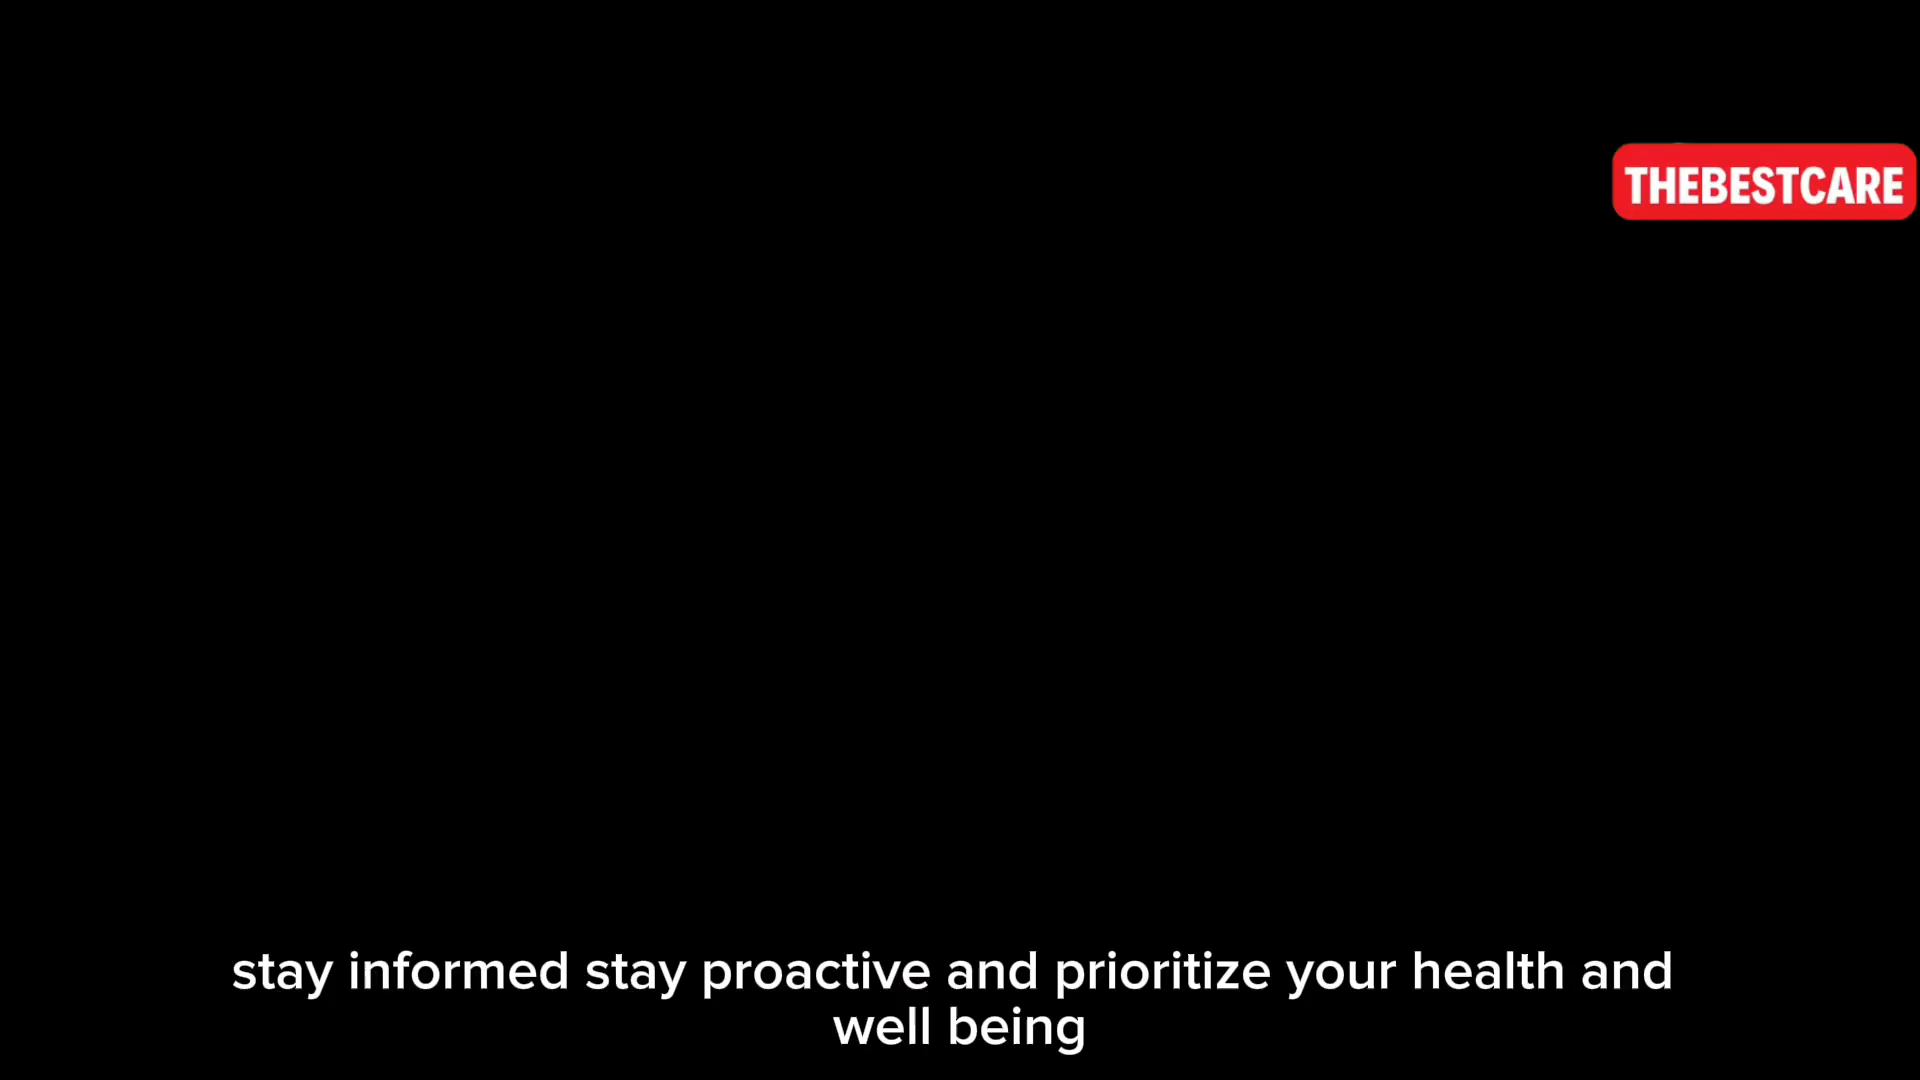 THEBESTCARE
stay informed stay proactive and prioritize your health and
well being